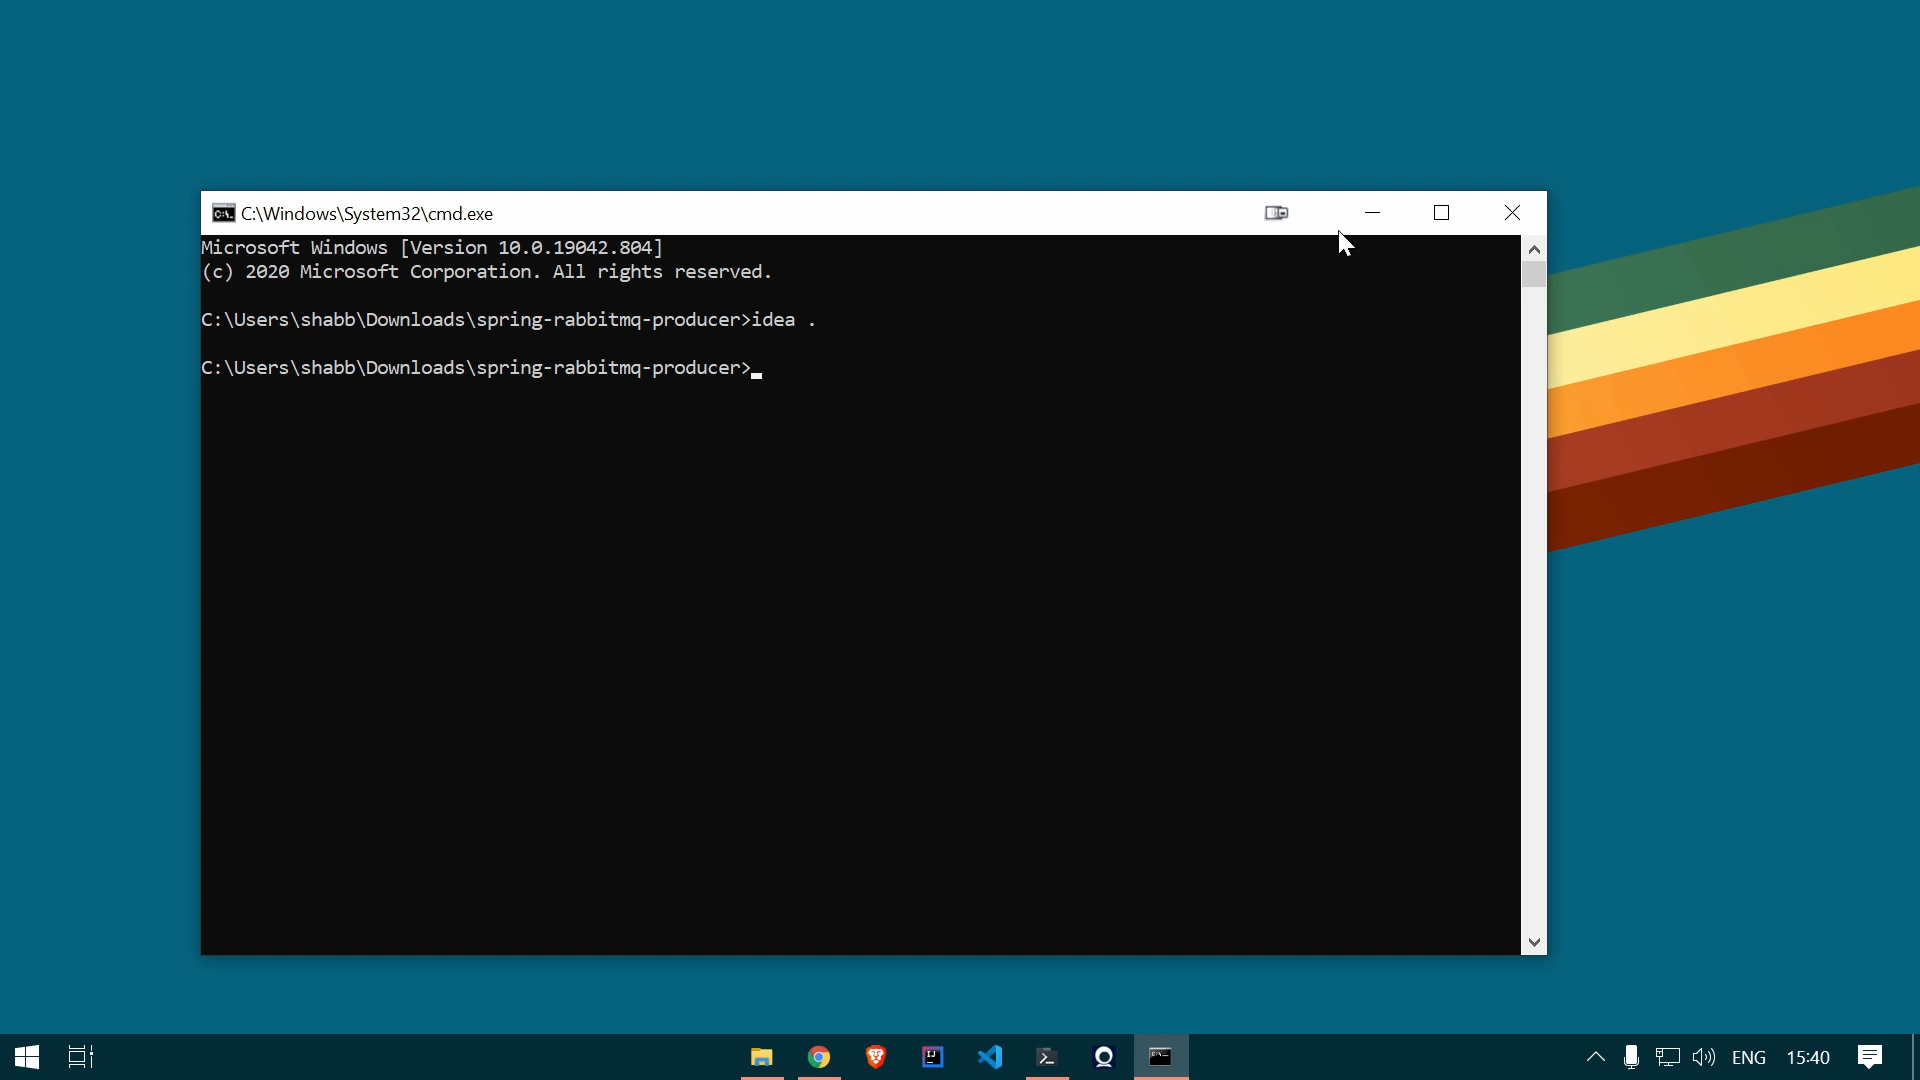 C:\Windows\System32\cmd.exe
Microsoft Windows [Version 10.0.19042.804]
(c) 2020 Microsoft Corporation. All rights reserved.
C:\Users\shabb\Downloads\spring-rabbitmq-producer>idea .
C:\Users\shabb\Downloads\spring-rabbitmq-producer>
ENG 15:40